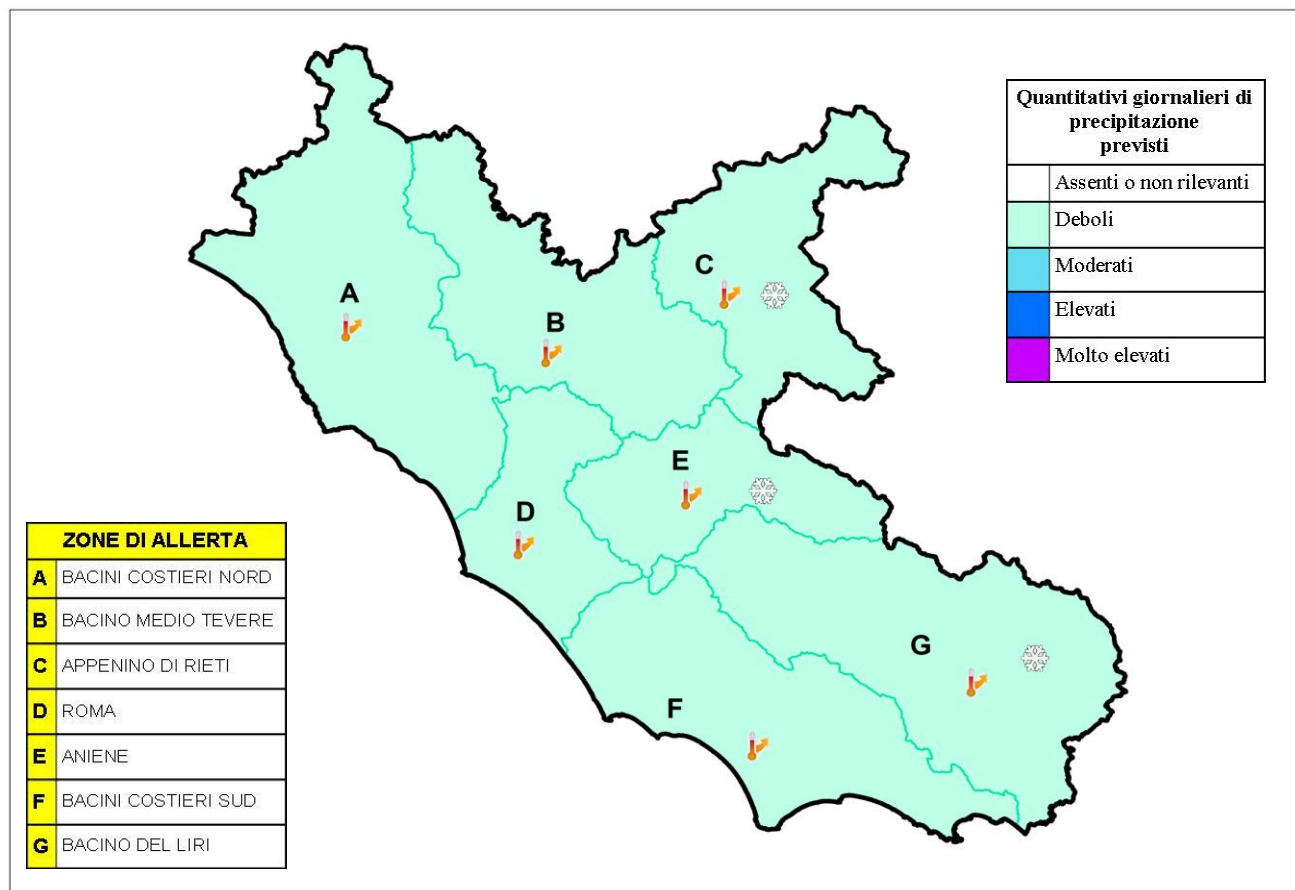 Quantitativi giornalieri di
precipitazione
previsti
Assenti o non rilevanti
Deboli
Moderati
Elevati
Molto elevati
A
B
C
D
E
F
G
ZONE DI ALLERTA
A BACINI COSTIERI NORD
B BACINO MEDIO TEVERE
C APPENINO DI RIETI
D ROMA
E ANIENE
F BACINI COSTIERI SUD
G BACINO DEL LIRI